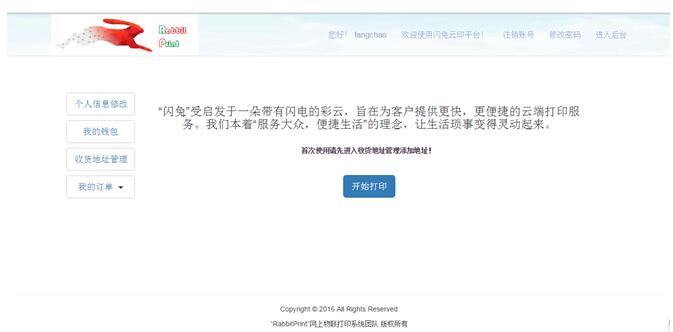 Rabbit
Print
您好！ fangchao 欢迎使用闪兔云印平台！ 注销账号 修改密码 进入后台
个人信息修改
我的钱包
收货地址管理
我的订单
“闪兔”受启发于一朵带有闪电的彩云，旨在为客户提供更快，更便捷的云端打印服
务。我们本着“服务大众，便捷生活”的理念，让生活琐事变得灵动起来。
首次使用请先进入收货地址管理添加地址！
开始打印
Copyright © 2016 All Rights Reserved
"RabbitPrint"网上物联打印系统团队 版权所有